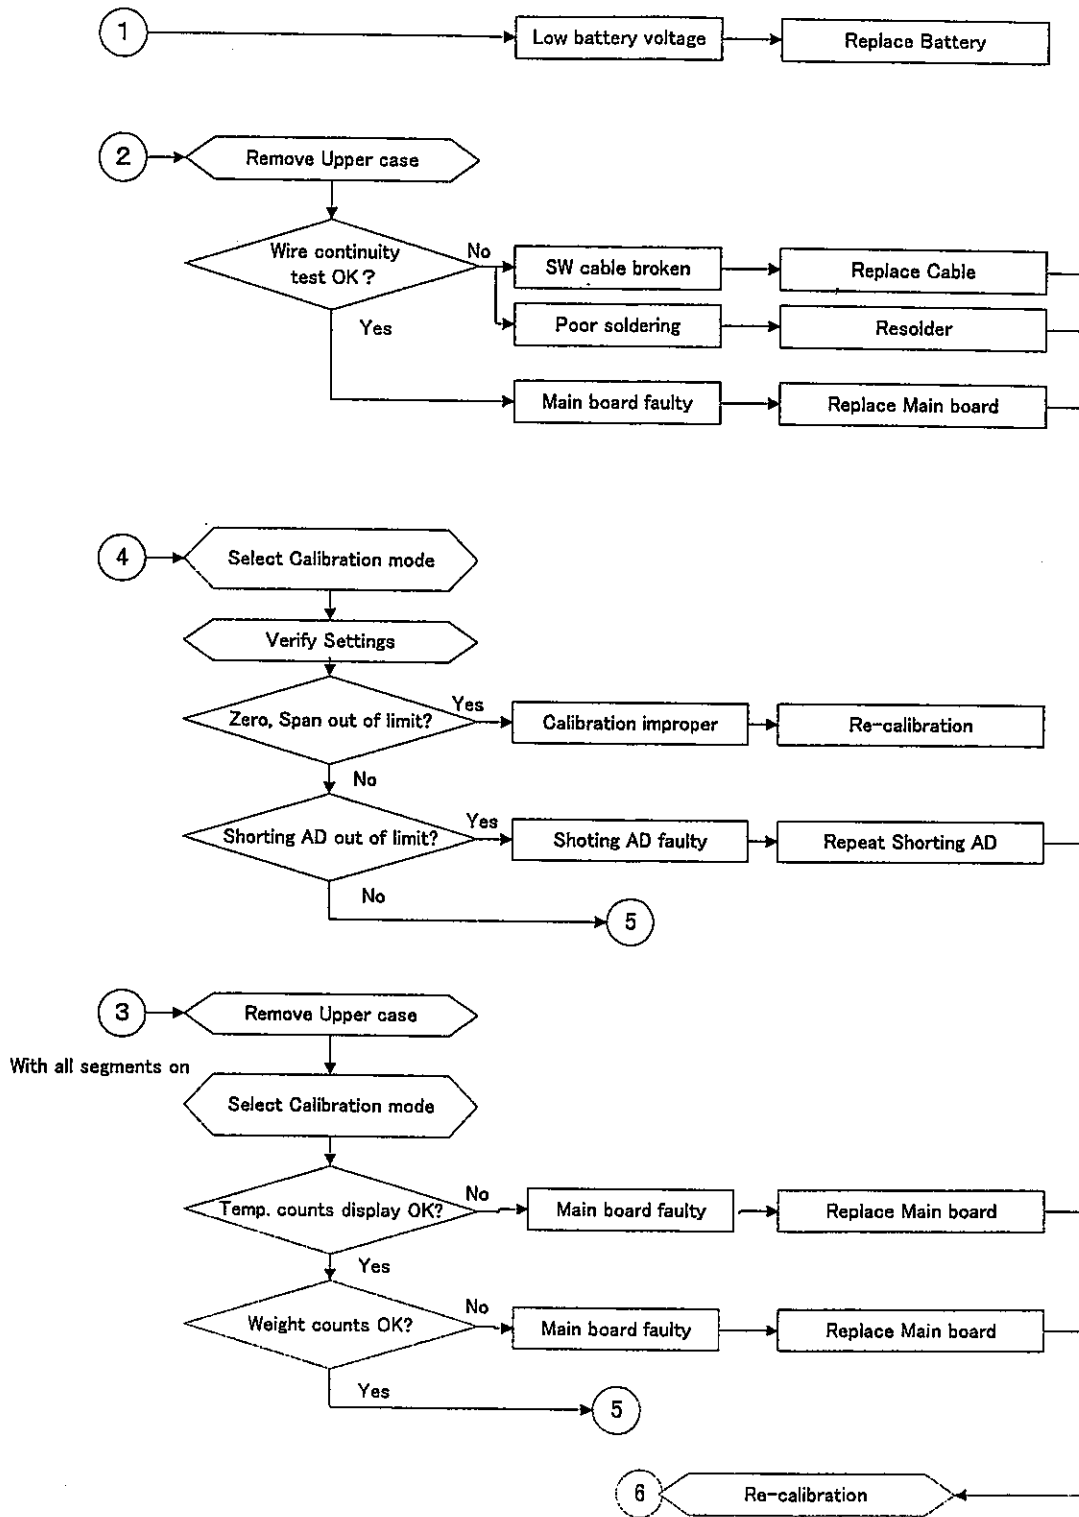 1
Low battery voltage
Replace Battery
2
Remove Upper case
Wire continuity
test OK?
No
SW cable broken
Replace Cable
Poor soldering
Resolder
Yes
Main board faulty
Replace Main board
4
Select Calibration mode
Verify Settings
Zero, Span out of limit?
Yes
Calibration improper
Re-calibration
No
Shorting AD out of limit?
Yes
Shoting AD faulty
Repeat Shorting AD
No
5
3
Remove Upper case
With all segments on
Select Calibration mode
Temp. counts display OK?
No
Main board faulty
Replace Main board
Yes
Weight counts OK?
No
Main board faulty
Replace Main board
Yes
5
6
Re-calibration